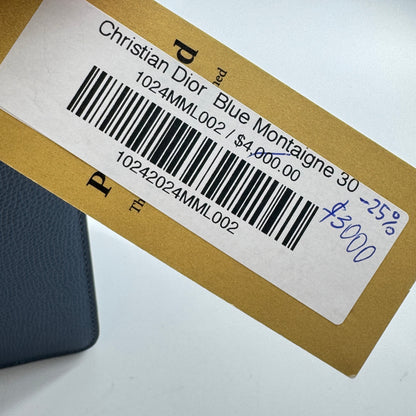 Christian Dior Blue Montaigne 30
1024MML002 / $4,000.00
10242024MML002
-25%
$3000